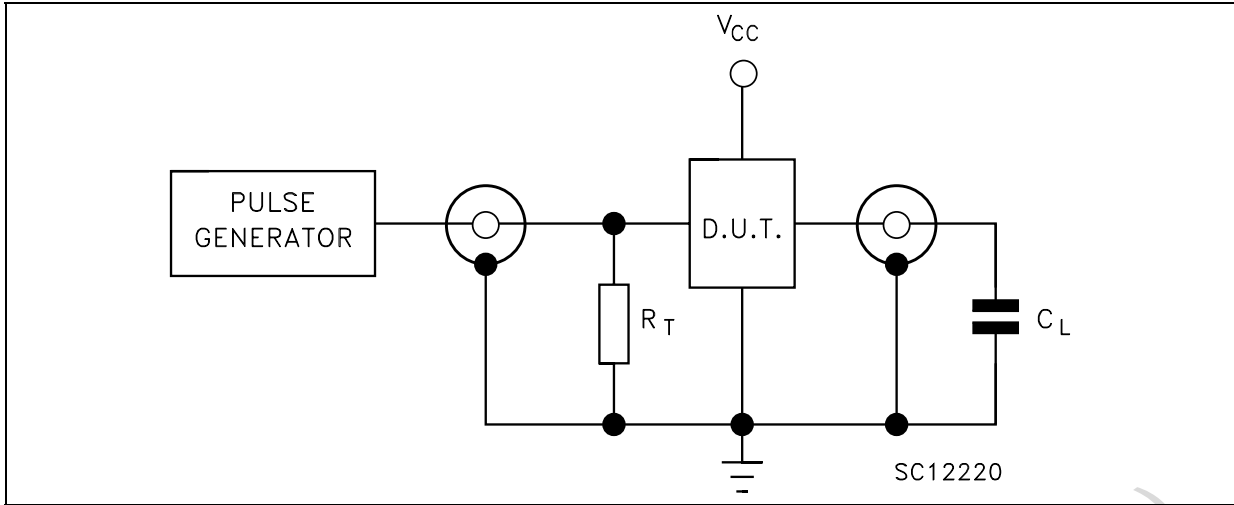 VCC
PULSE
GENERATOR
D.U.T.
RT
CL
SC12220